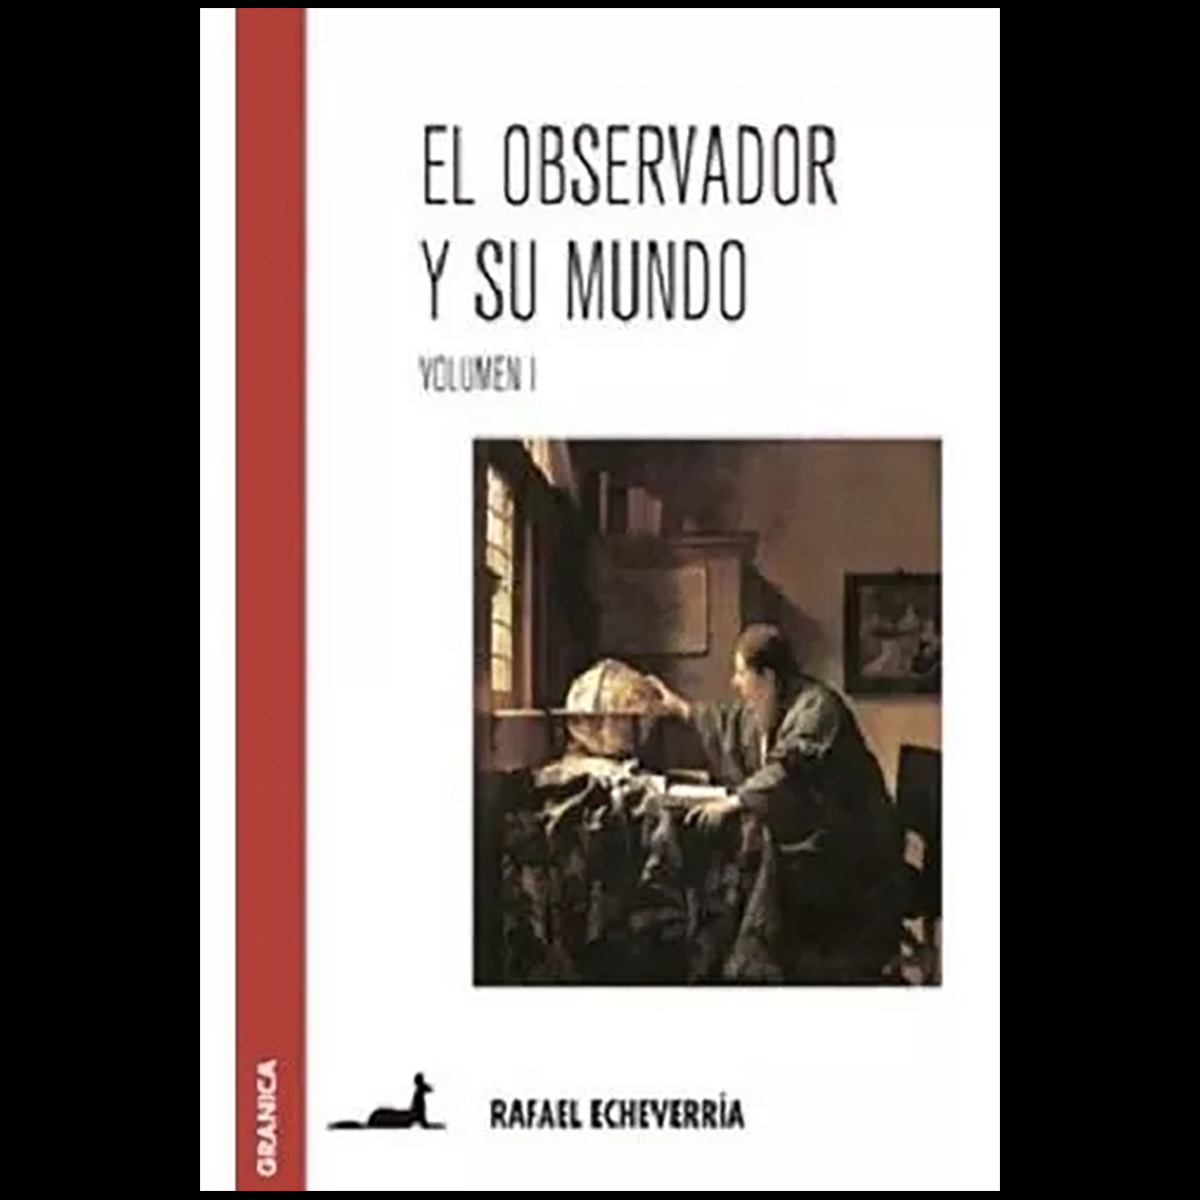 EL OBSERVADOR
Y SU MUNDO
VOLUMEN I
GRANICA
RAFAEL ECHEVERRÍA